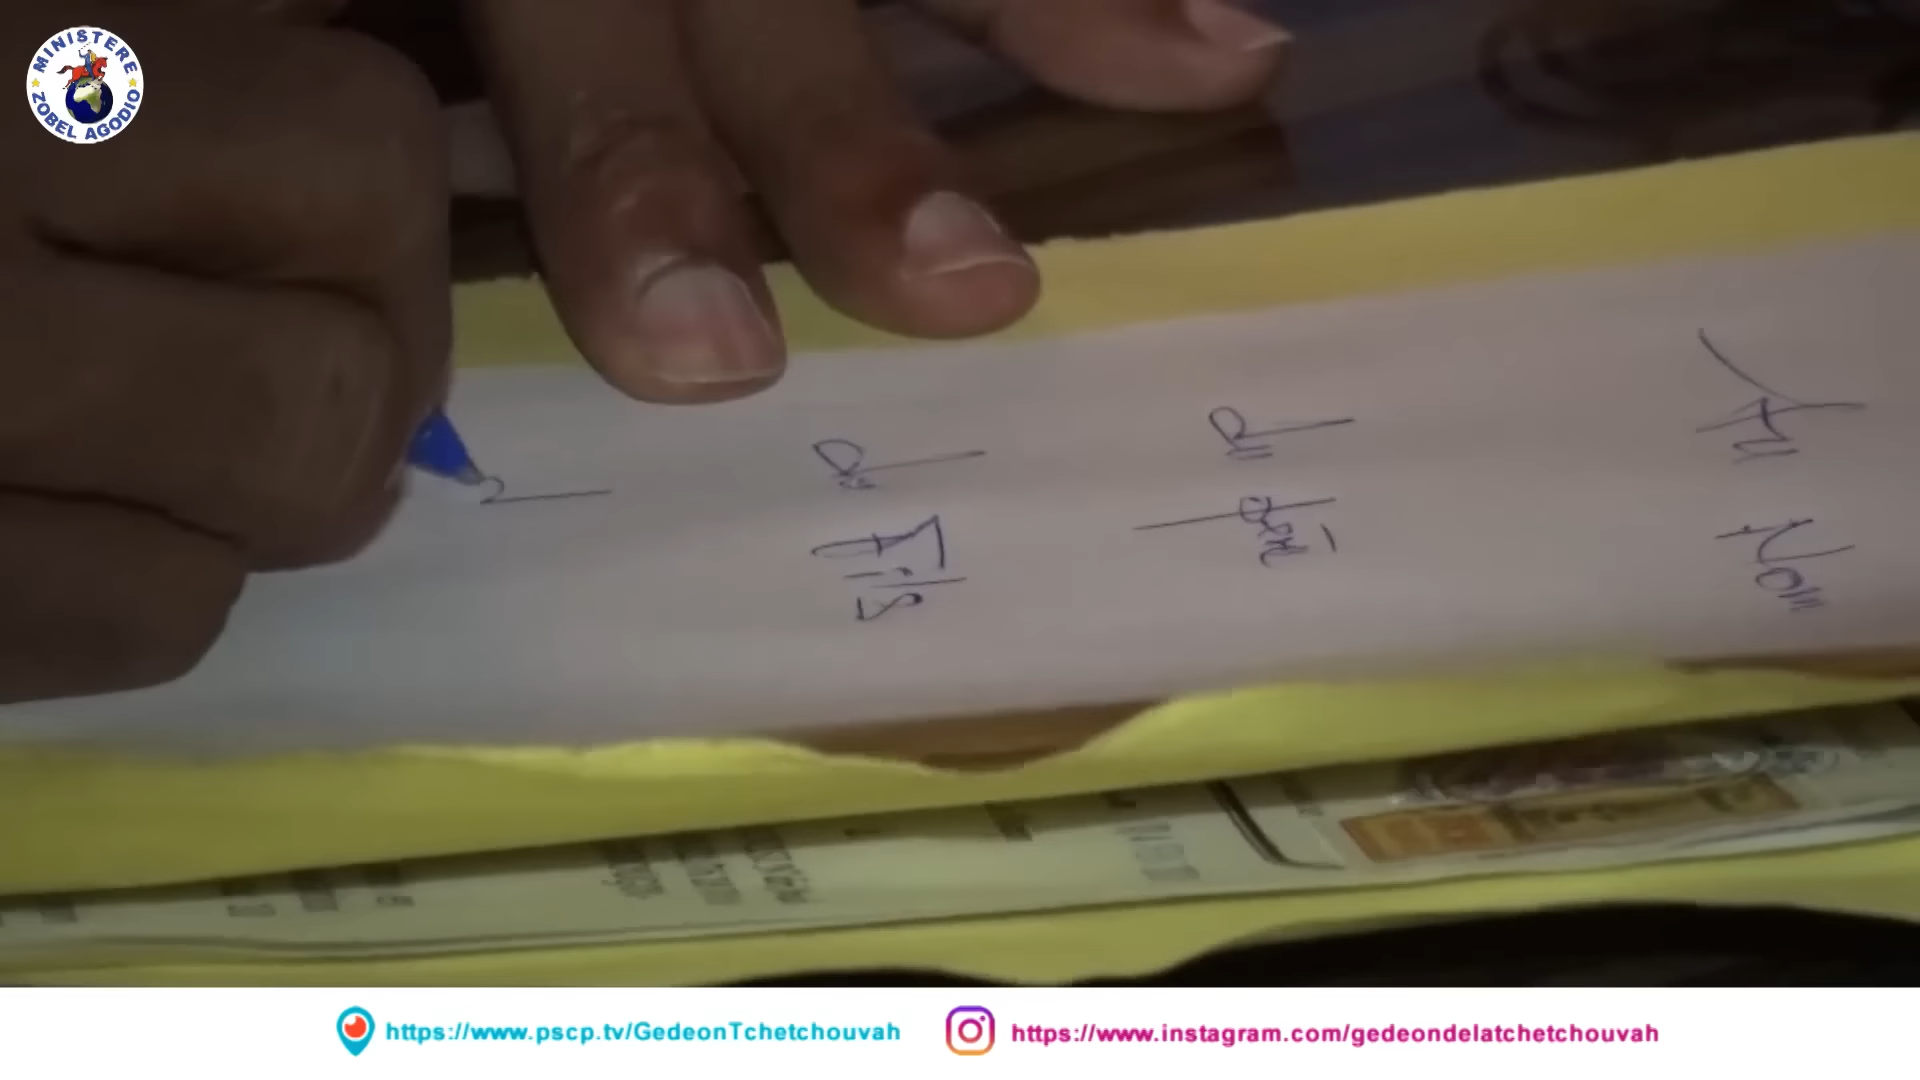 MINISTERE
ZOBEL AGODIO
Au Nom
du père
du Fils
https://www.pscp.tv/GedeonTchetchouvah
https://www.instagram.com/gedeondelatchetchouvah